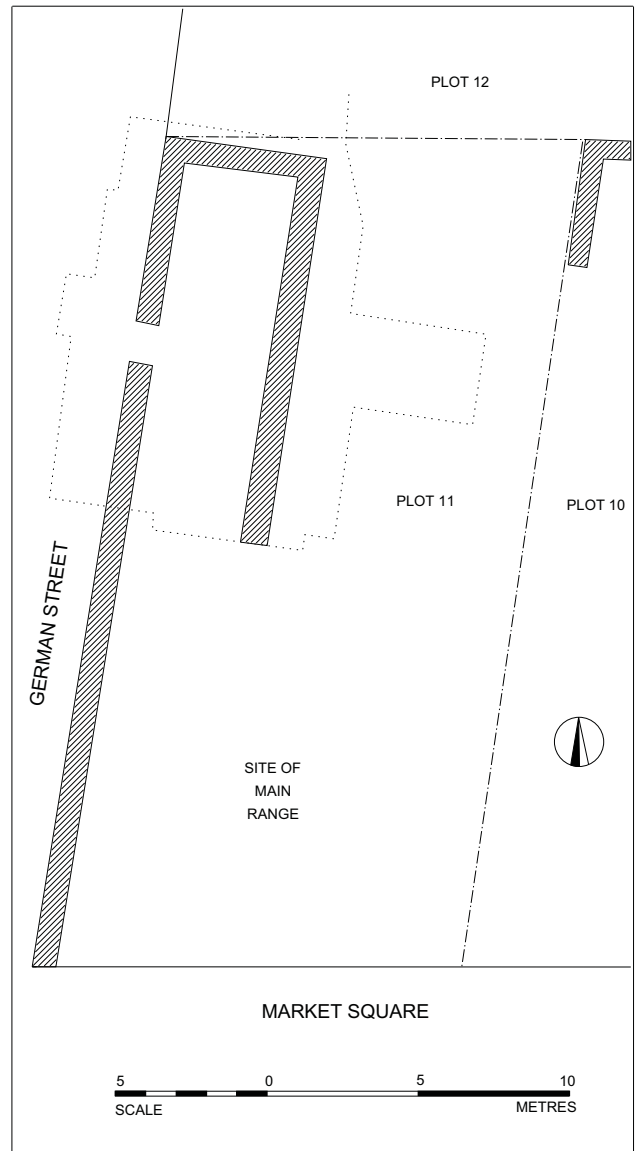 PLOT 12
PLOT 11
PLOT 10
GERMAN STREET
SITE OF
MAIN
RANGE
MARKET SQUARE
5 0 5 10
SCALE METRES